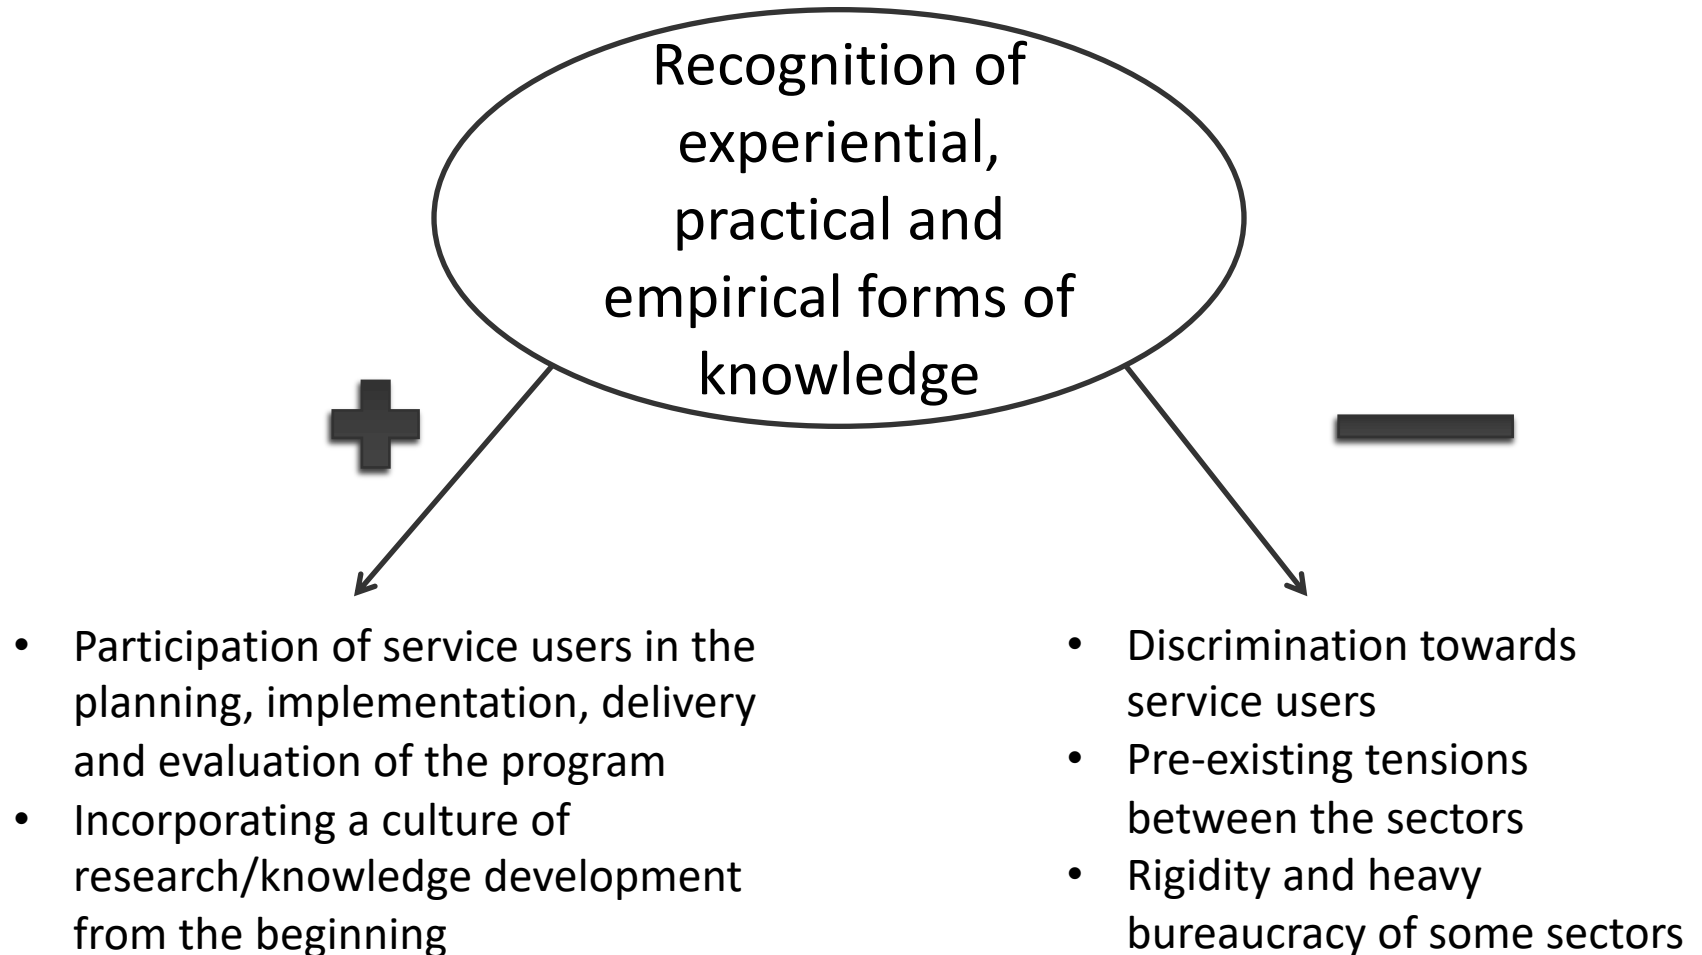 Recognition of
experiential,
practical and
empirical forms of
knowledge
• Participation of service users in the
planning, implementation, delivery
and evaluation of the program
• Incorporating a culture of
research/knowledge development
from the beginning
• Discrimination towards
service users
• Pre-existing tensions
between the sectors
• Rigidity and heavy
bureaucracy of some sectors